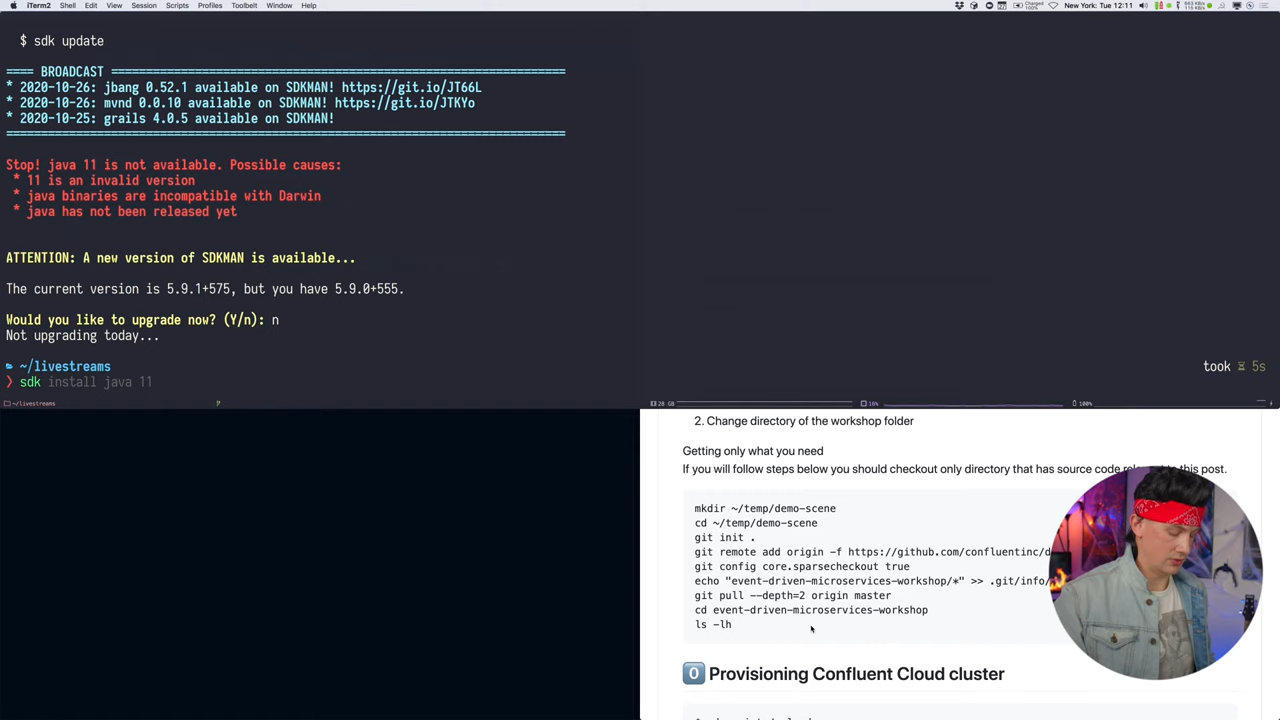 iTerm2 Shell Edit View Session Scripts Profiles Toolbelt Window Help
New York: Tue 12:11
$ sdk update
==== BROADCAST =================================================================
* 2020-10-26: jbang 0.52.1 available on SDKMAN! https://git.io/JT66L
* 2020-10-26: mvnd 0.0.10 available on SDKMAN! https://git.io/JTKYo
* 2020-10-25: grails 4.0.5 available on SDKMAN!
================================================================================
Stop! java 11 is not available. Possible causes:
* 11 is an invalid version
* java binaries are incompatible with Darwin
* java has not been released yet
ATTENTION: A new version of SDKMAN is available...
The current version is 5.9.1+575, but you have 5.9.0+555.
Would you like to upgrade now? (Y/n): n
Not upgrading today...
~/livestreams
took 5s
❯ sdk install java 11
~/livestreams
28 GB
16%
100%
2. Change directory of the workshop folder
Getting only what you need
If you will follow steps below you should checkout only directory that has source code relevant to this post.
mkdir ~/temp/demo-scene
cd ~/temp/demo-scene
git init .
git remote add origin -f https://github.com/confluentinc/d
git config core.sparsecheckout true
echo "event-driven-microservices-workshop/*" >> .git/info/
git pull --depth=2 origin master
cd event-driven-microservices-workshop
ls -lh
0 Provisioning Confluent Cloud cluster